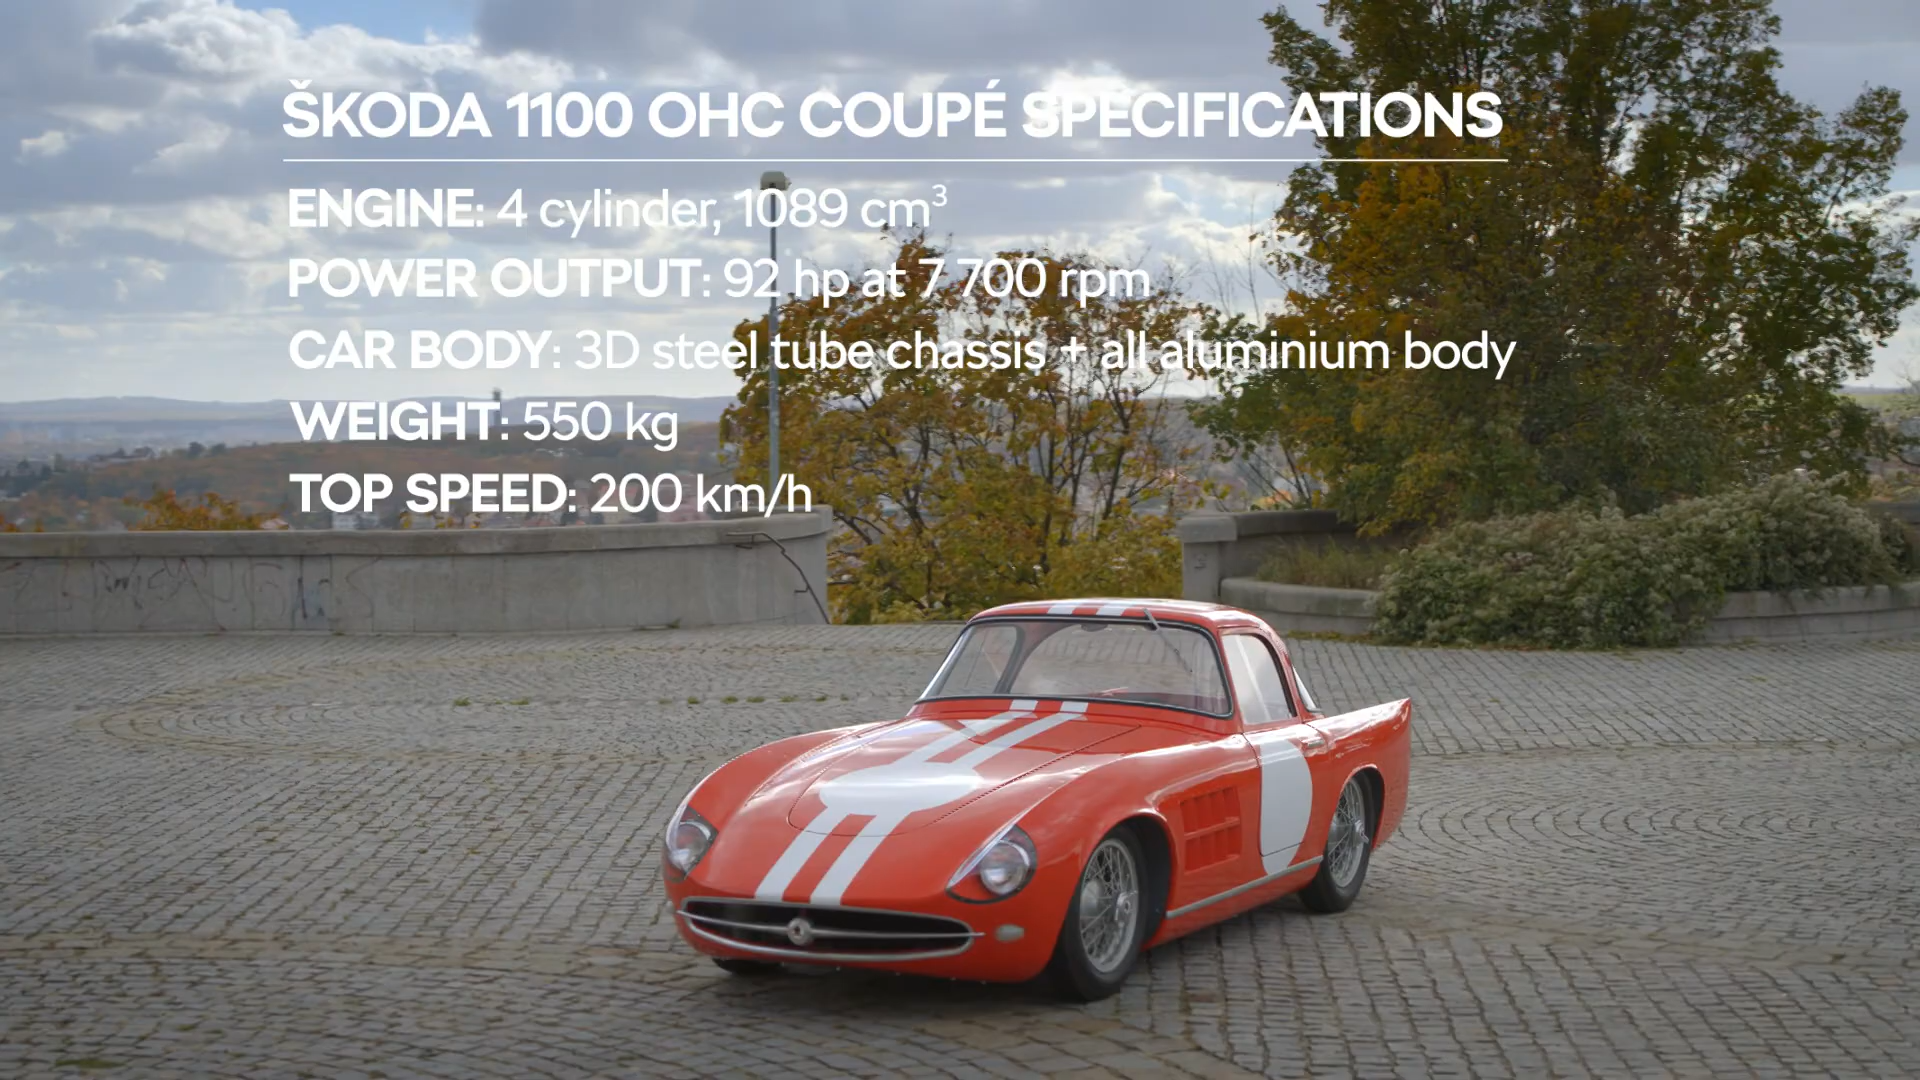 ŠKODA 1100 OHC COUPÉ SPECIFICATIONS
ENGINE: 4 cylinder, 1089 cm³
POWER OUTPUT: 92 hp at 7 700 rpm
CAR BODY: 3D steel tube chassis + all aluminium body
WEIGHT: 550 kg
TOP SPEED: 200 km/h